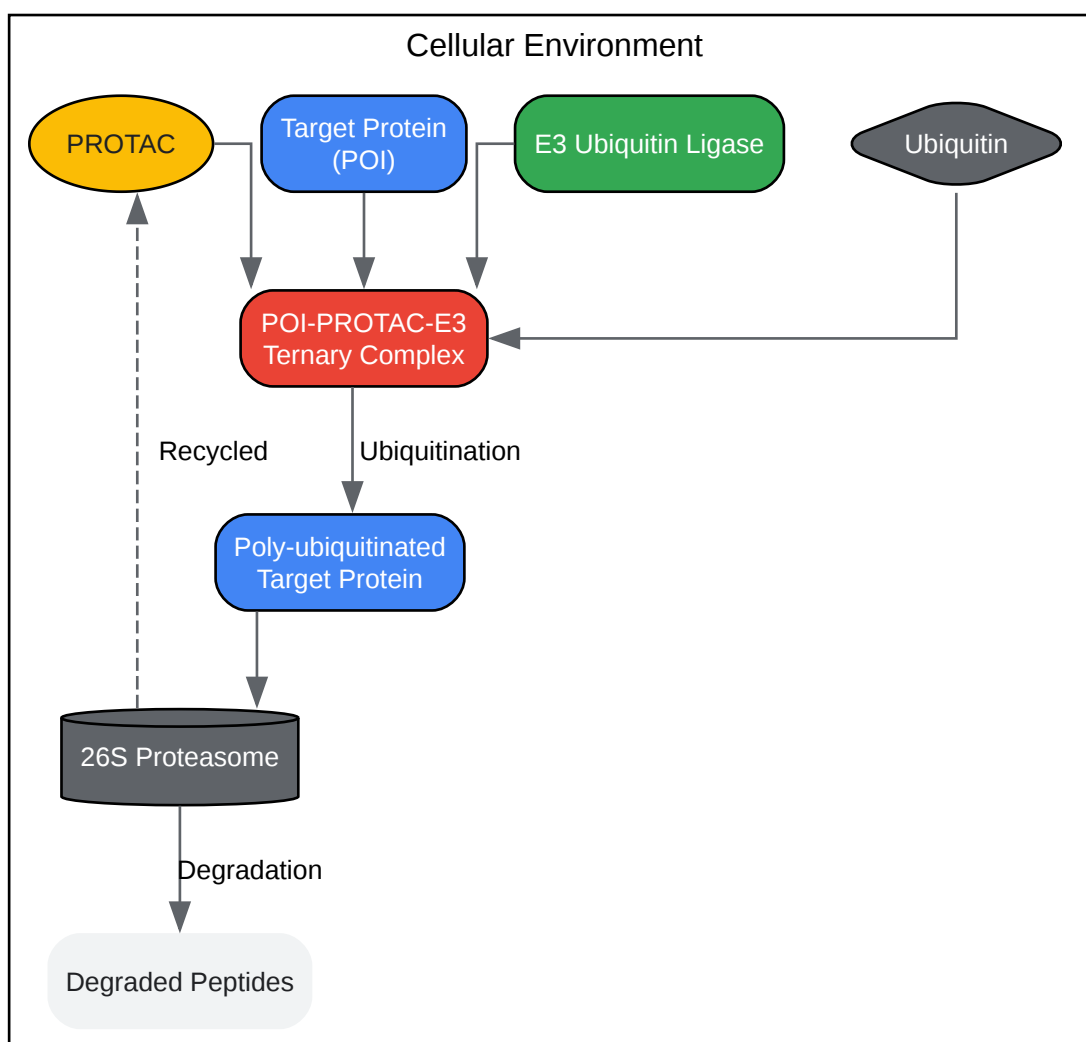 Cellular Environment
PROTAC
Target Protein
(POI)
E3 Ubiquitin Ligase
Ubiquitin
POI-PROTAC-E3
Ternary Complex
Recycled
Ubiquitination
Poly-ubiquitinated
Target Protein
26S Proteasome
Degradation
Degraded Peptides